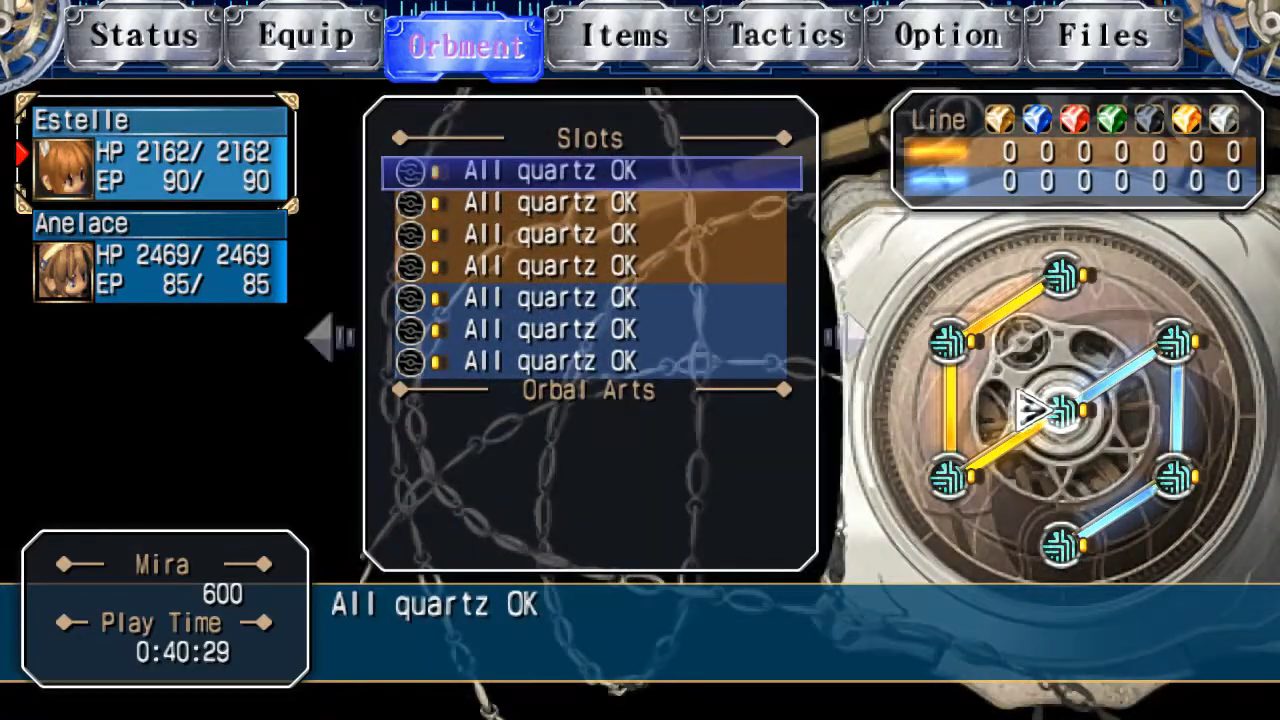 Status Equip Orbment Items Tactics Option Files
Estelle
HP 2162/ 2162
EP 90/ 90
Anelace
HP 2469/ 2469
EP 85/ 85
Slots
All quartz OK
All quartz OK
All quartz OK
All quartz OK
All quartz OK
All quartz OK
All quartz OK
Orbal Arts
Line
0 0 0 0 0 0 0
0 0 0 0 0 0 0
Mira
600
Play Time
0:40:29
All quartz OK